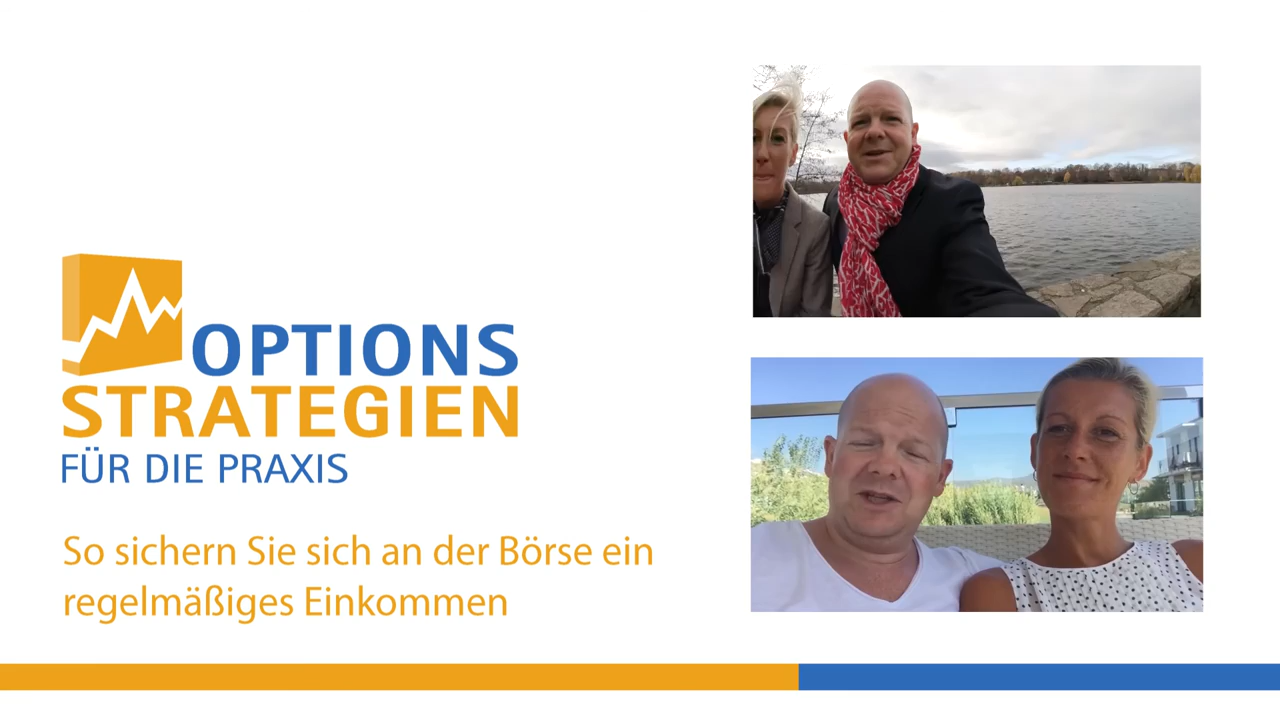 OPTIONS
STRATEGIEN
FÜR DIE PRAXIS
So sichern Sie sich an der Börse ein
regelmäßiges Einkommen